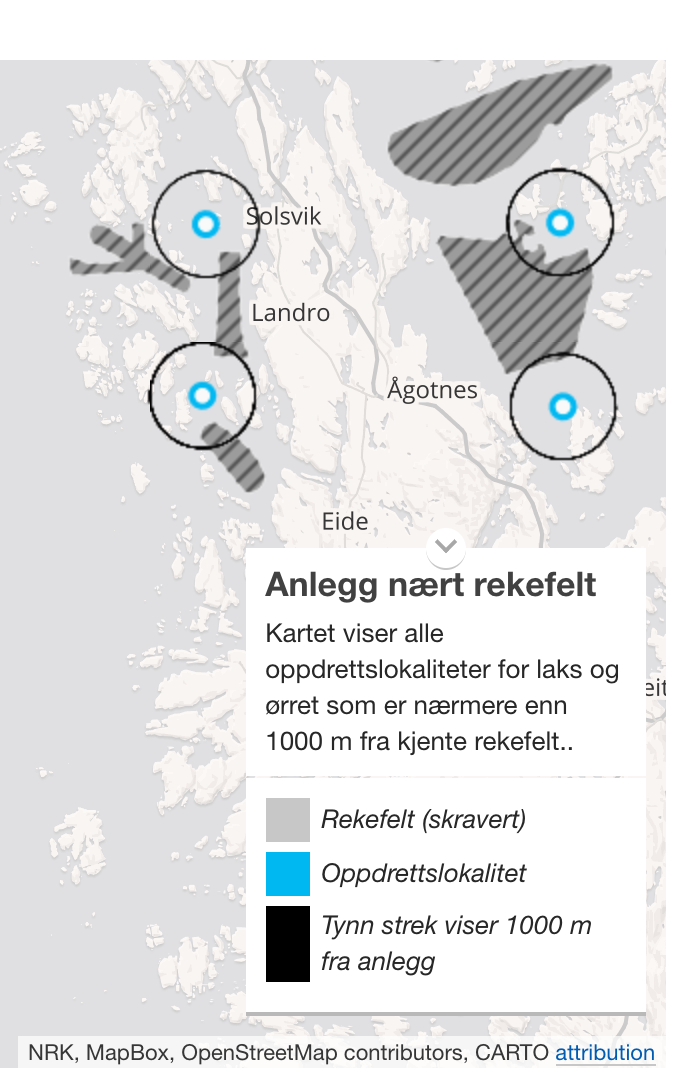 Solsvik
Landro
Ågotnes
Eide
Anlegg nært rekefelt
Kartet viser alle
oppdrettslokaliteter for laks og
ørret som er nærmere enn
1000 m fra kjente rekefelt..
Rekefelt (skravert)
Oppdrettslokalitet
Tynn strek viser 1000 m
fra anlegg
NRK, MapBox, OpenStreetMap contributors, CARTO attribution